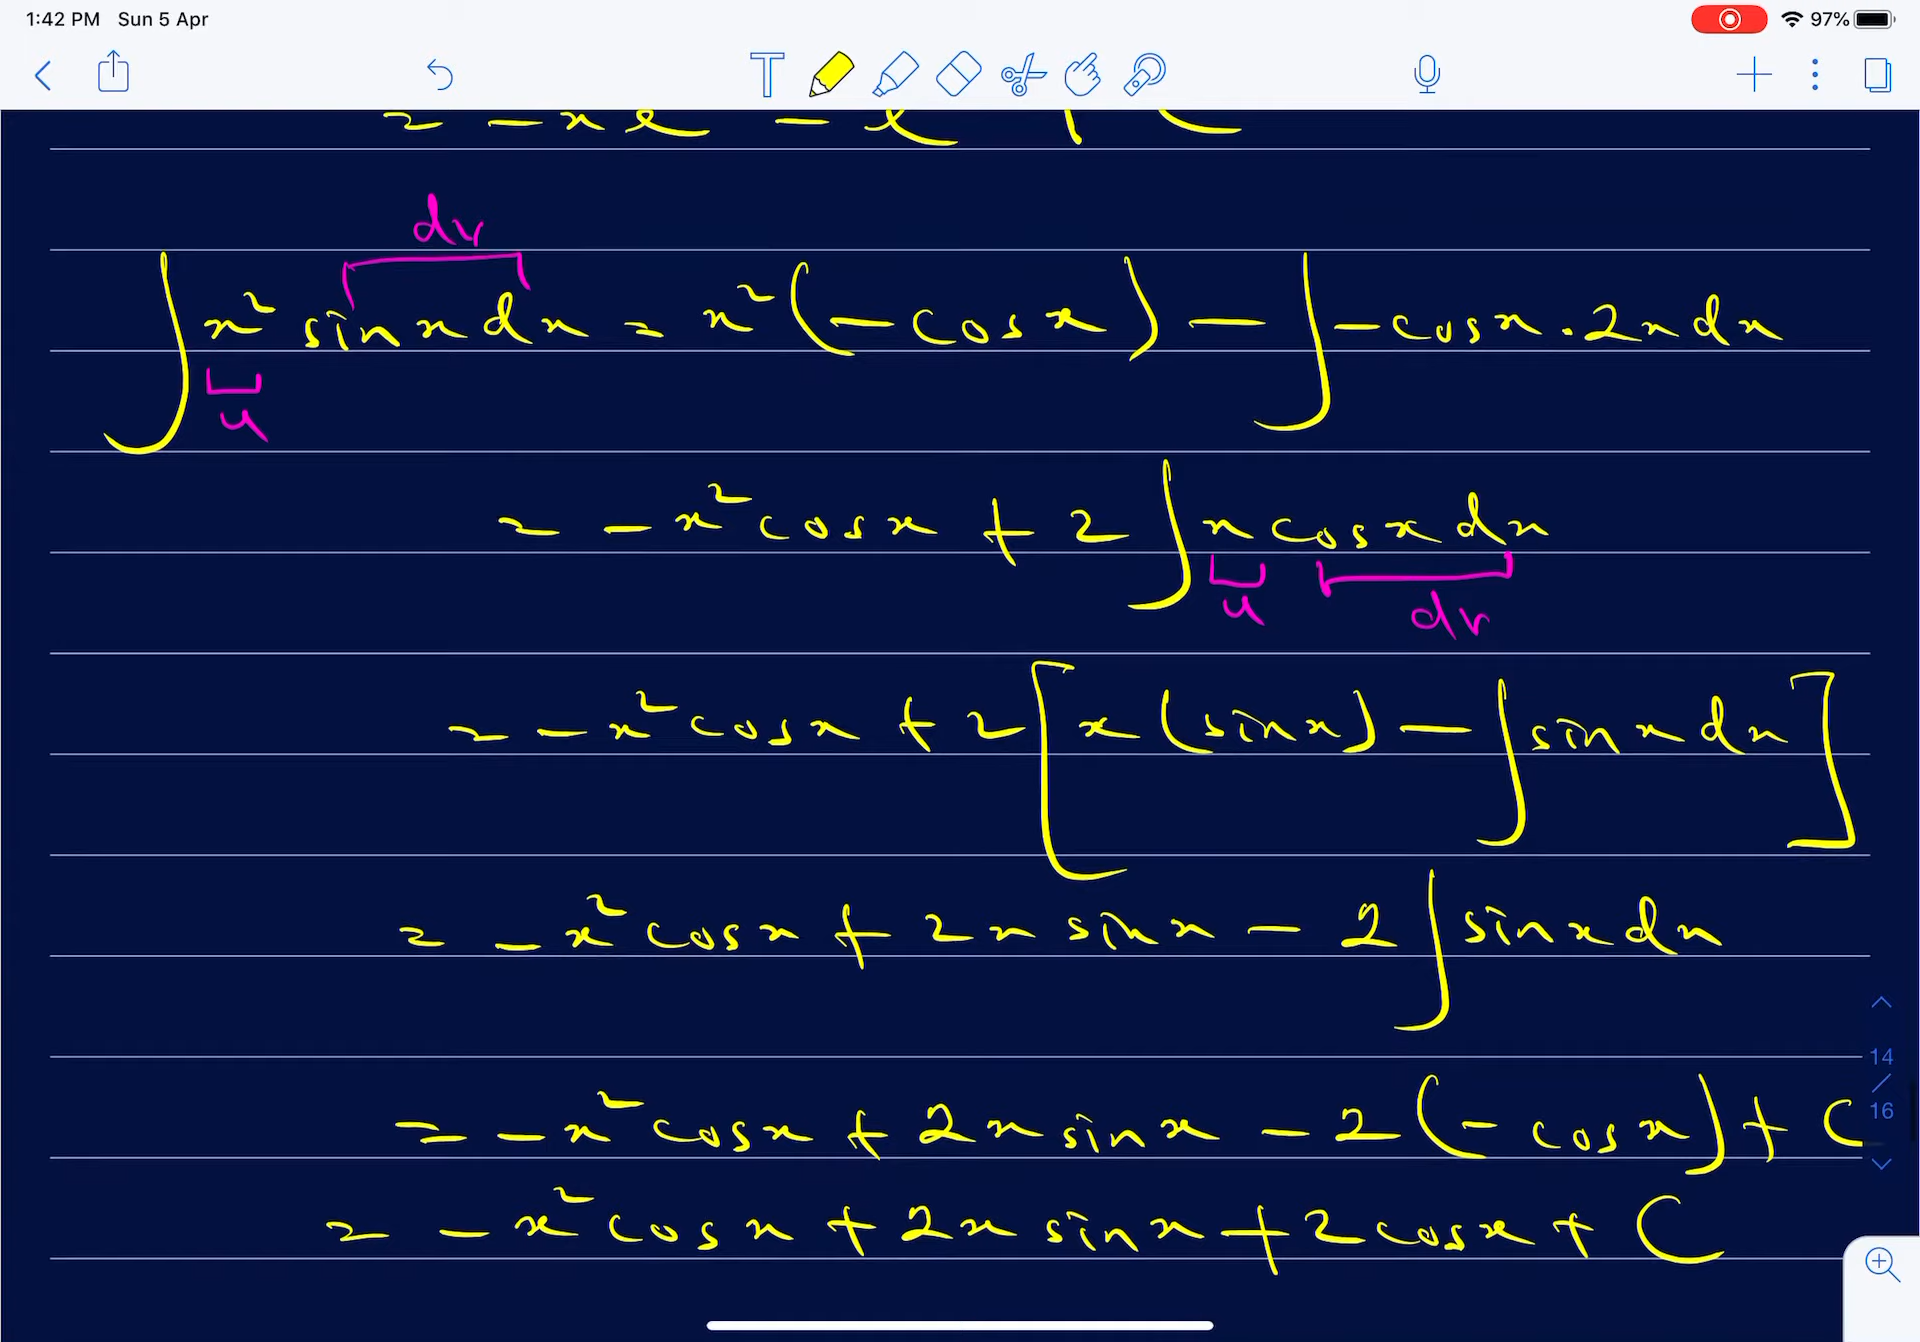 1:42 PM Sun 5 Apr 97%
T
dv
∫ x² sinx dx = x² (-cosx) - ∫ -cosx . 2x dx
u
= -x² cosx + 2 ∫ x cosx dx
u dv
= -x² cosx + 2 [ x (sinx) - ∫ sinx dx ]
= -x² cosx + 2x sinx - 2 ∫ sinx dx
= -x² cosx + 2x sinx - 2 (-cosx) + C
= -x² cosx + 2x sinx + 2 cosx + C
14
/
16